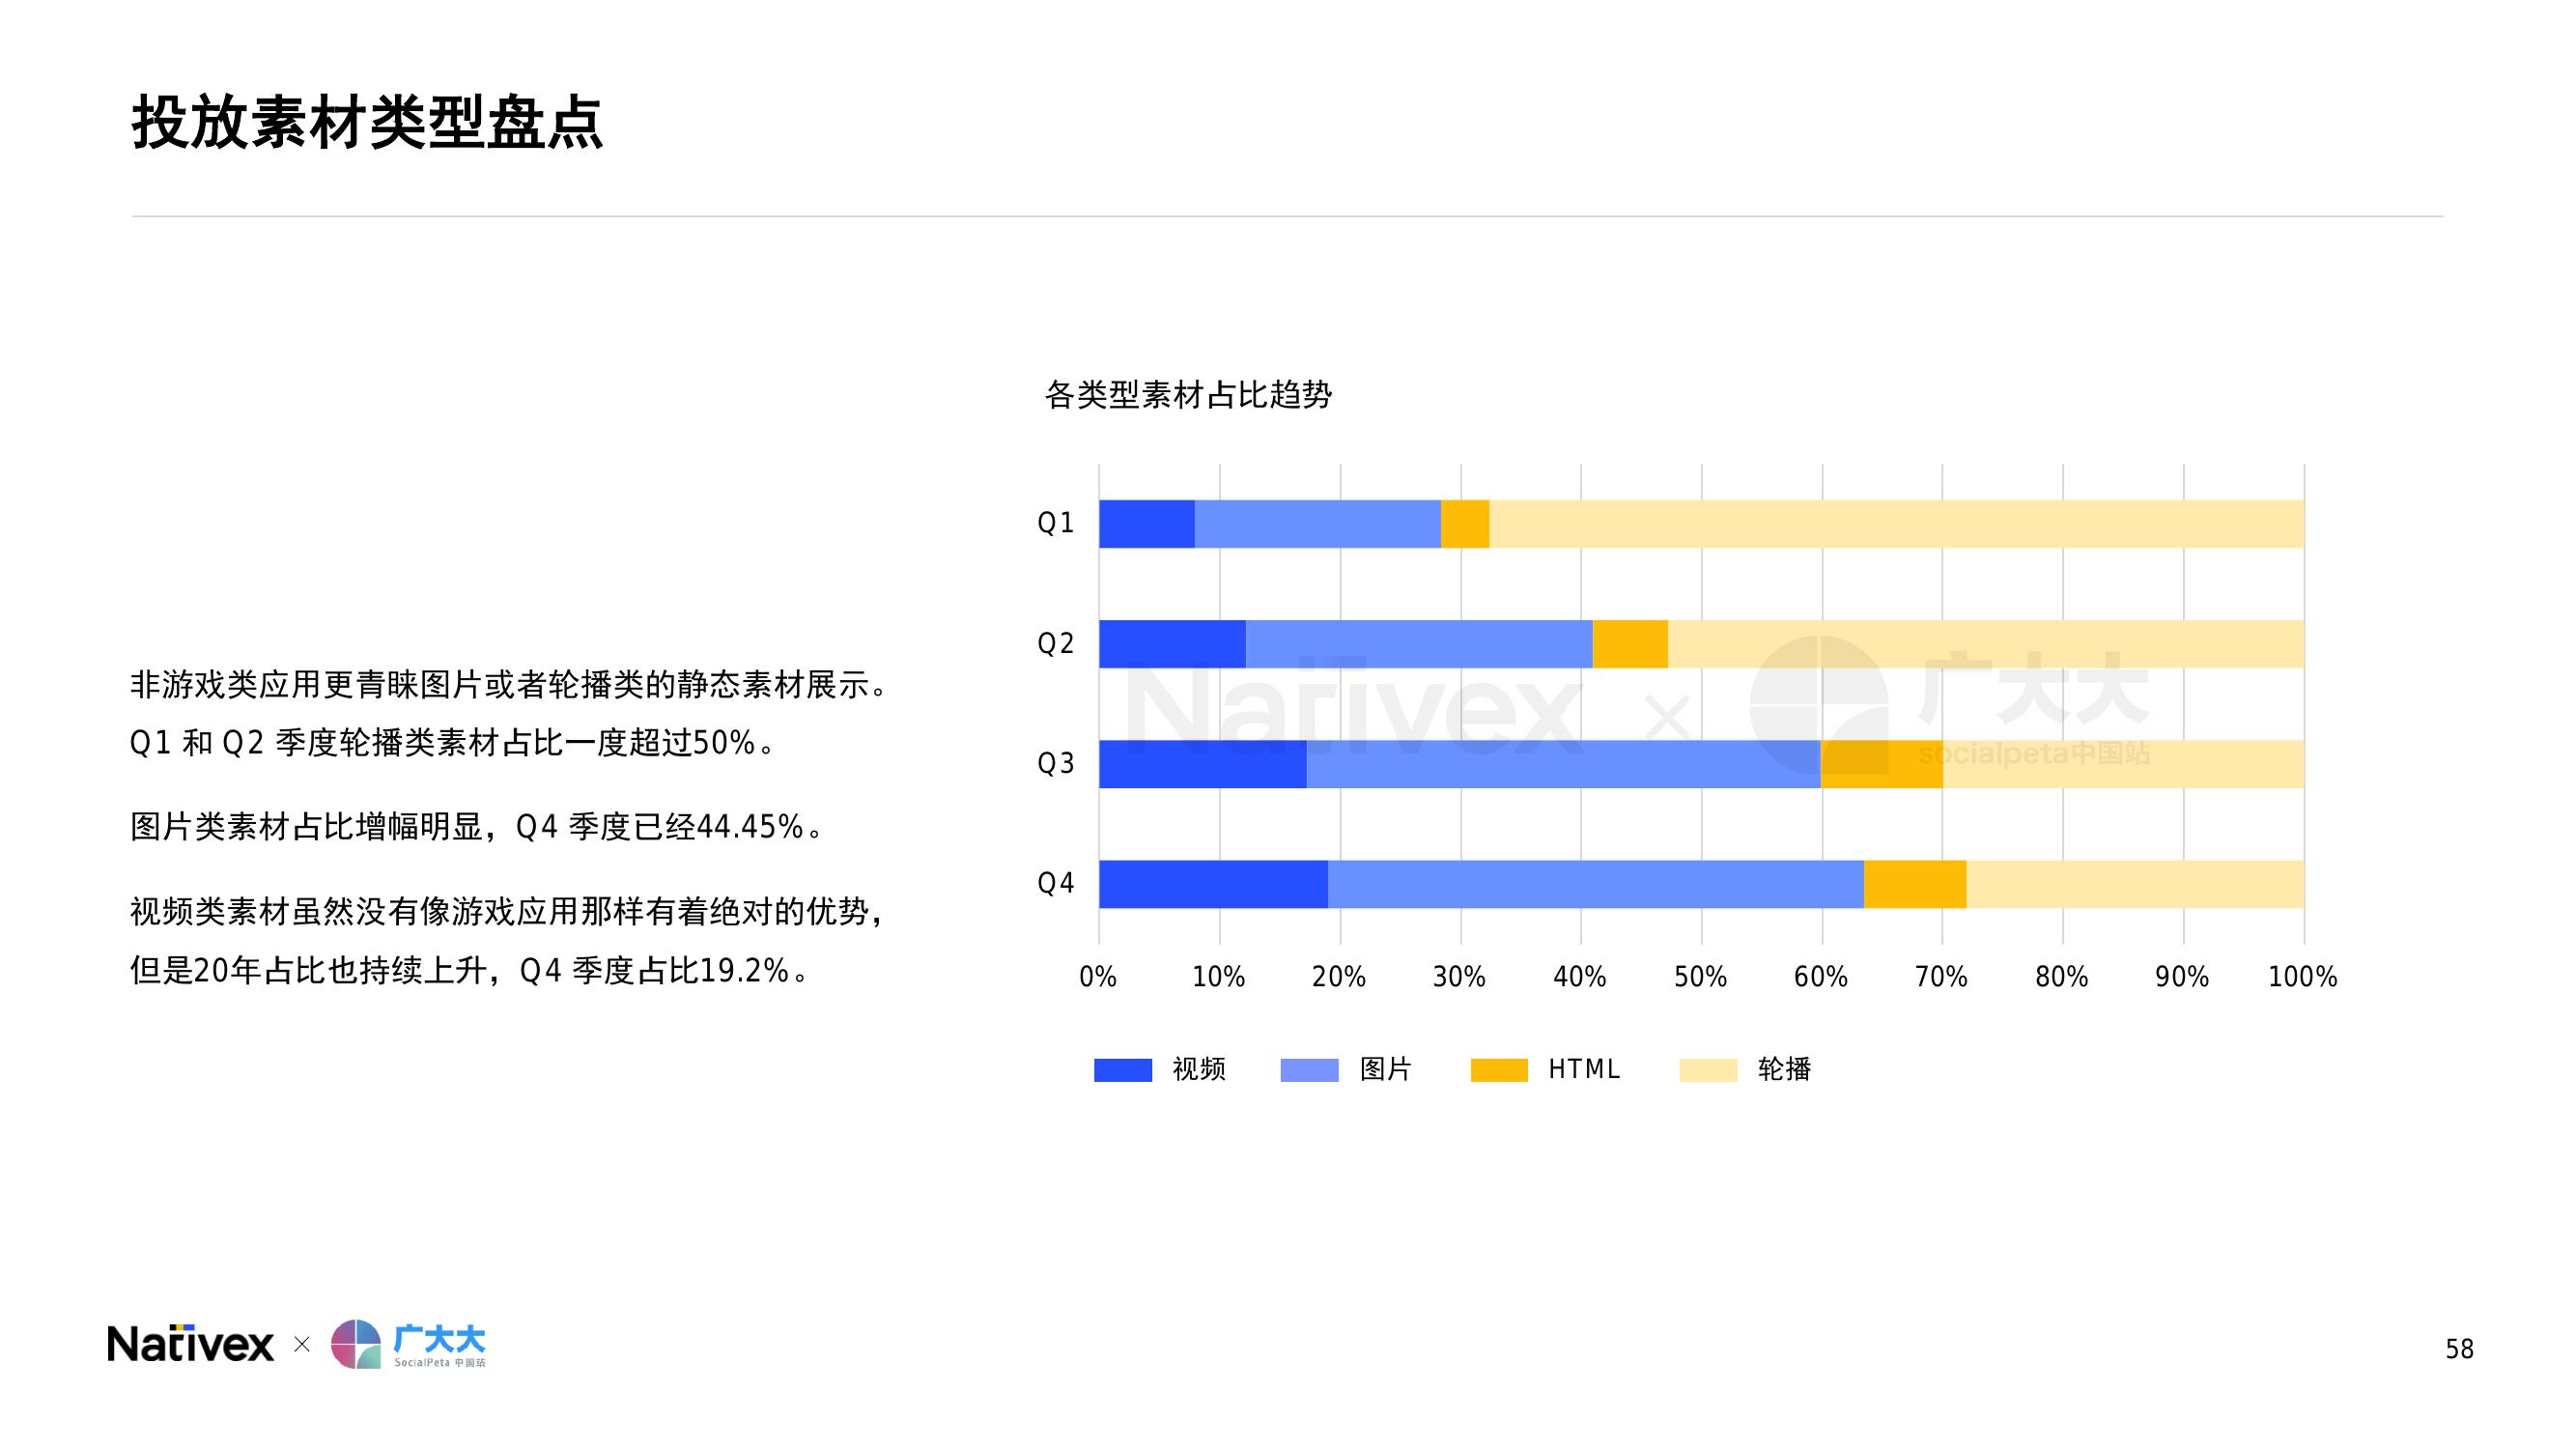 投放素材类型盘点
非游戏类应用更青睐图片或者轮播类的静态素材展示。
Q1 和 Q2 季度轮播类素材占比一度超过50%。
图片类素材占比增幅明显，Q4 季度已经44.45%。
视频类素材虽然没有像游戏应用那样有着绝对的优势，
但是20年占比也持续上升，Q4 季度占比19.2%。
各类型素材占比趋势
Q1
Q2
Q3
Q4
0% 10% 20% 30% 40% 50% 60% 70% 80% 90% 100%
视频 图片 HTML 轮播
Nativex × 广大大
socialpeta中国站
Nativex × 广大大
SocialPeta 中国站
58